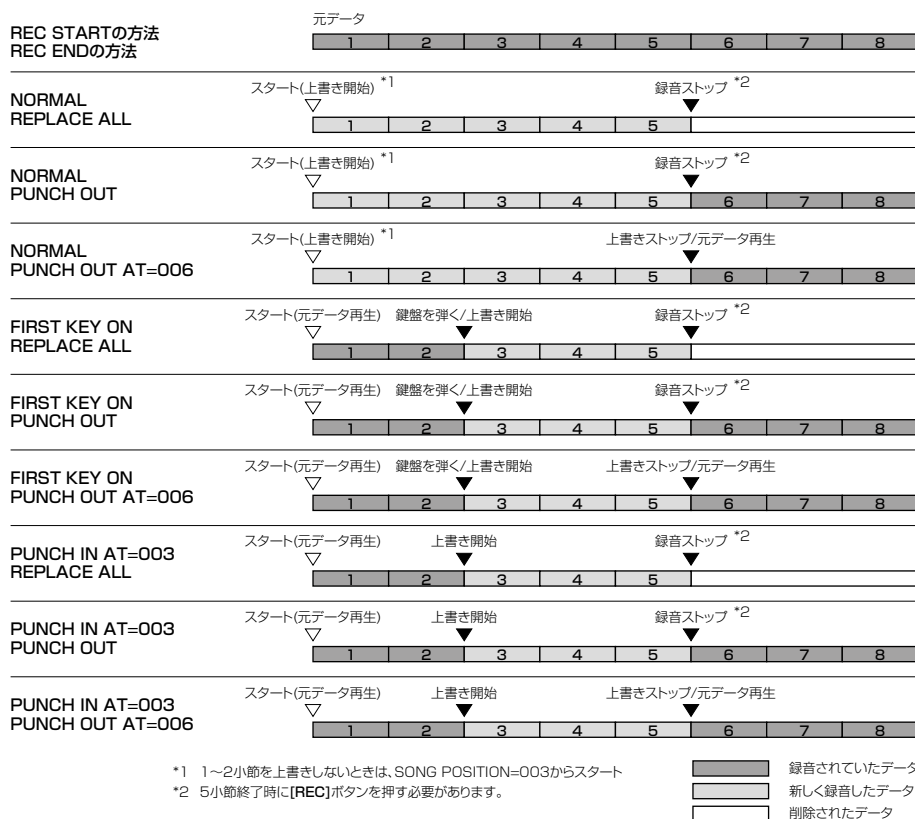 REC STARTの方法
REC ENDの方法
元データ
1 2 3 4 5 6 7 8
NORMAL
REPLACE ALL
スタート(上書き開始) *1
録音ストップ *2
1 2 3 4 5
NORMAL
PUNCH OUT
スタート(上書き開始) *1
録音ストップ *2
1 2 3 4 5 6 7 8
NORMAL
PUNCH OUT AT=006
スタート(上書き開始) *1
上書きストップ/元データ再生
1 2 3 4 5 6 7 8
FIRST KEY ON
REPLACE ALL
スタート(元データ再生) 鍵盤を弾く/上書き開始
録音ストップ *2
1 2 3 4 5
FIRST KEY ON
PUNCH OUT
スタート(元データ再生) 鍵盤を弾く/上書き開始
録音ストップ *2
1 2 3 4 5 6 7 8
FIRST KEY ON
PUNCH OUT AT=006
スタート(元データ再生) 鍵盤を弾く/上書き開始
上書きストップ/元データ再生
1 2 3 4 5 6 7 8
PUNCH IN AT=003
REPLACE ALL
スタート(元データ再生)
上書き開始
録音ストップ *2
1 2 3 4 5
PUNCH IN AT=003
PUNCH OUT
スタート(元データ再生)
上書き開始
録音ストップ *2
1 2 3 4 5 6 7 8
PUNCH IN AT=003
PUNCH OUT AT=006
スタート(元データ再生)
上書き開始
上書きストップ/元データ再生
1 2 3 4 5 6 7 8
*1 1〜2小節を上書きしないときは、SONG POSITION=003からスタート
*2 5小節終了時に[REC]ボタンを押す必要があります。
録音されていたデータ
新しく録音したデータ
削除されたデータ